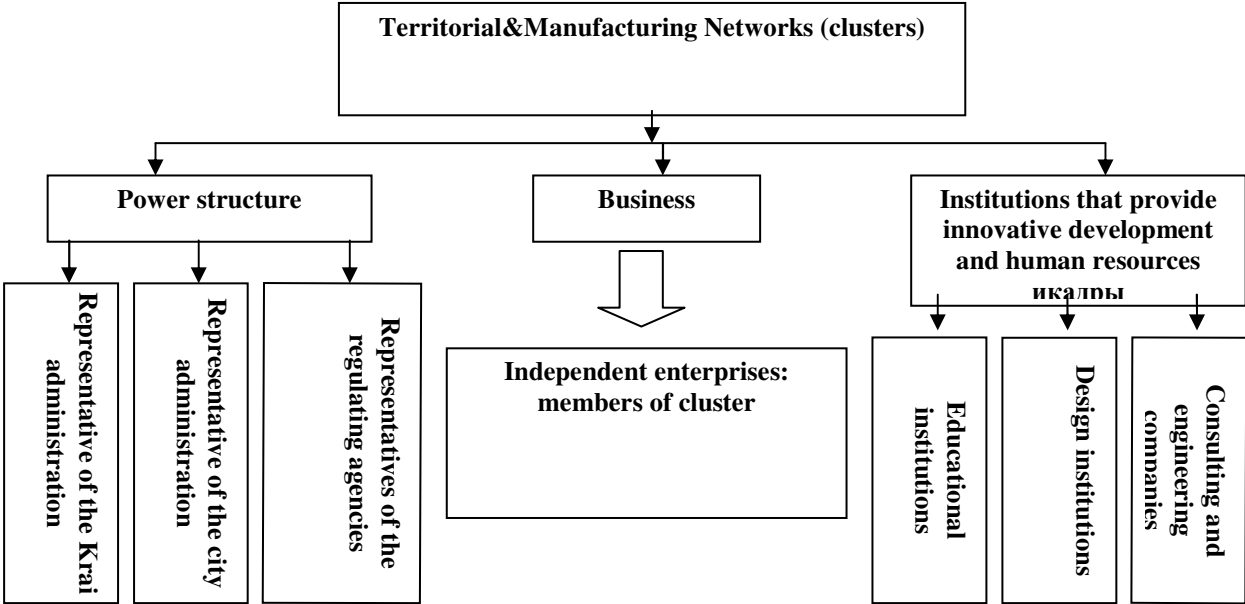 Territorial&Manufacturing Networks (clusters)
Power structure
Business
Institutions that provide
innovative development
and human resources
икадры
Representative of the Krai
administration
Representative of the city
administration
Representatives of the
regulating agencies
Independent enterprises:
members of cluster
Educational
institutions
Design institutions
Consulting and
engineering
companies